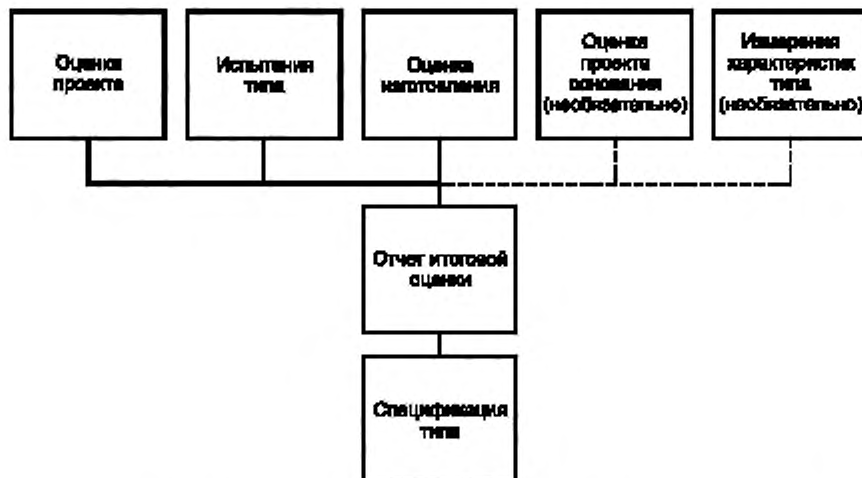 Оценка
проекта
Испытания
типа
Оценка
изготовления
Оценка
проекта
основания
(необязательно)
Измерения
характеристик
типа
(необязательно)
Отчет итоговой
оценки
Спецификация
типа